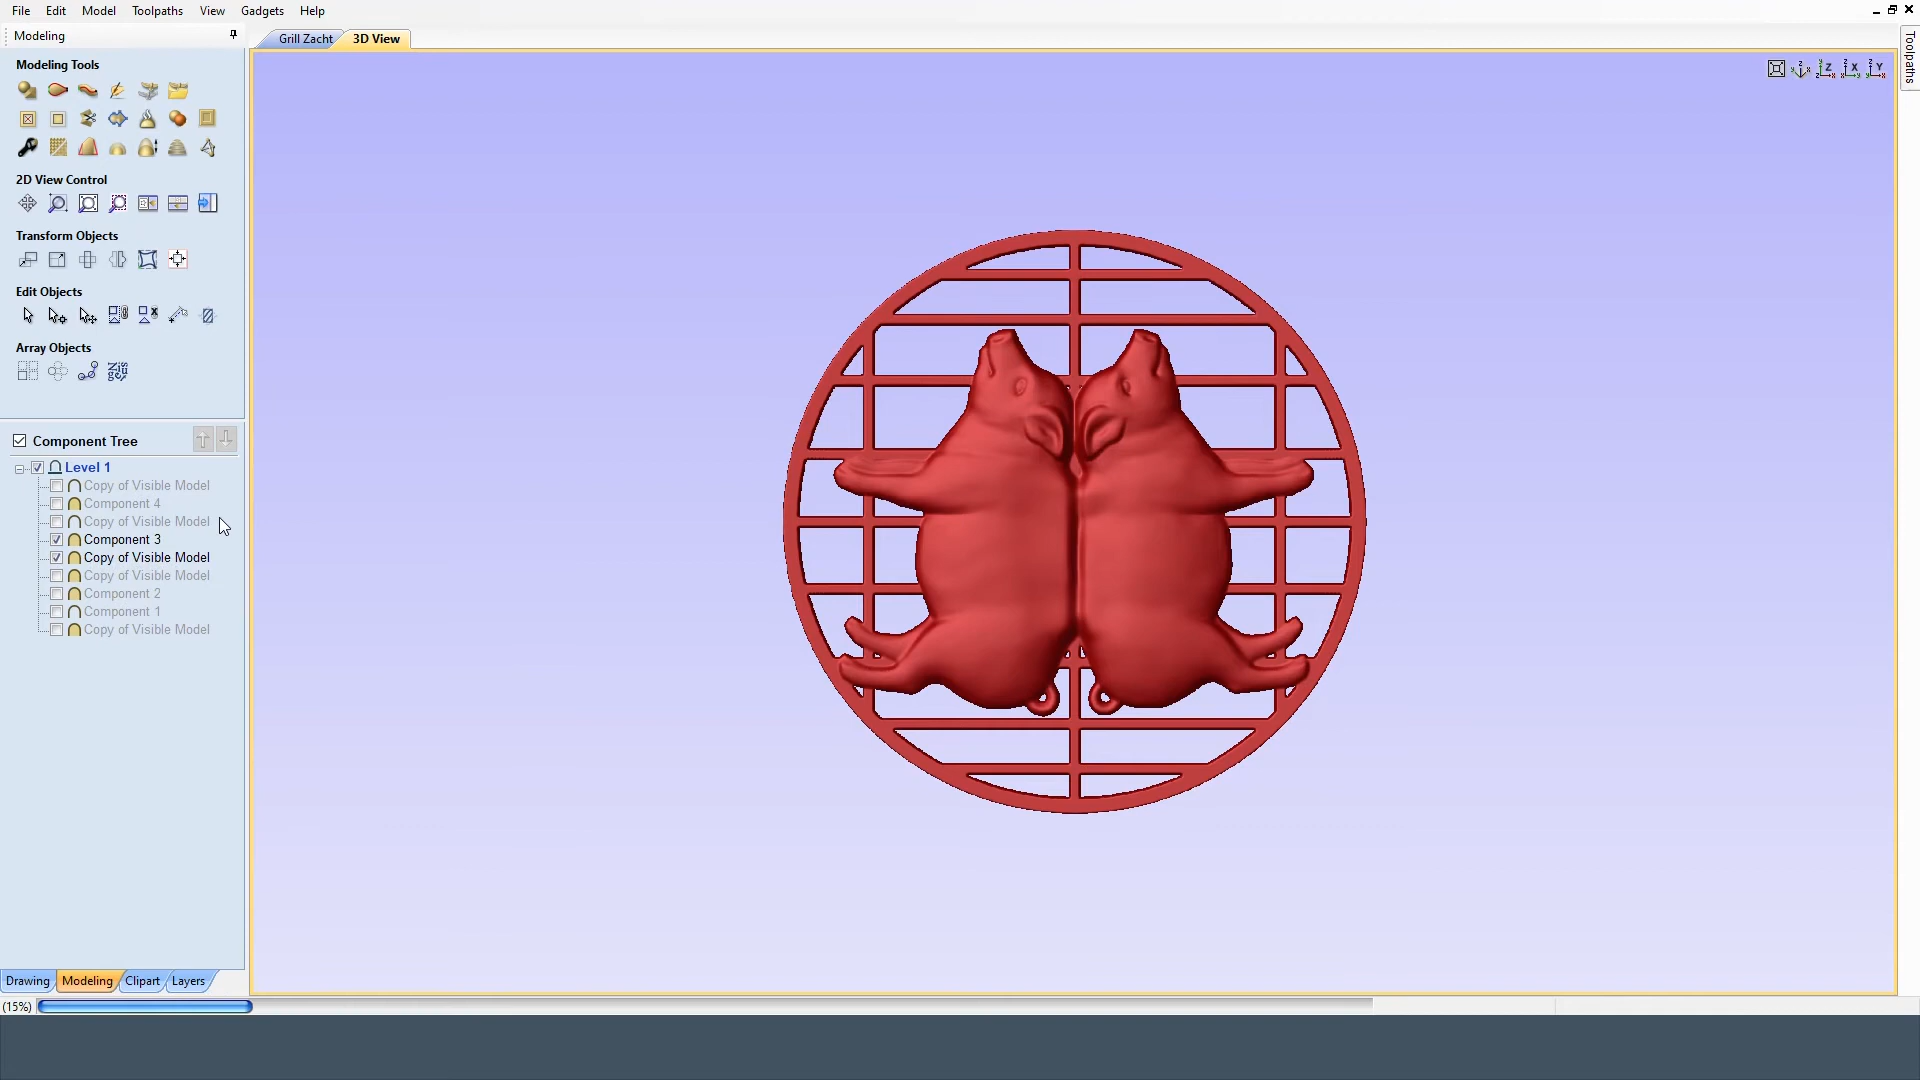 File Edit Model Toolpaths View Gadgets Help
Modeling
Grill Zacht 3D View
Toolpaths
Modeling Tools
2D View Control
Transform Objects
Edit Objects
Array Objects
Component Tree
Level 1
Copy of Visible Model
Component 4
Copy of Visible Model
Component 3
Copy of Visible Model
Copy of Visible Model
Component 2
Component 1
Copy of Visible Model
Drawing Modeling Clipart Layers
(15%)